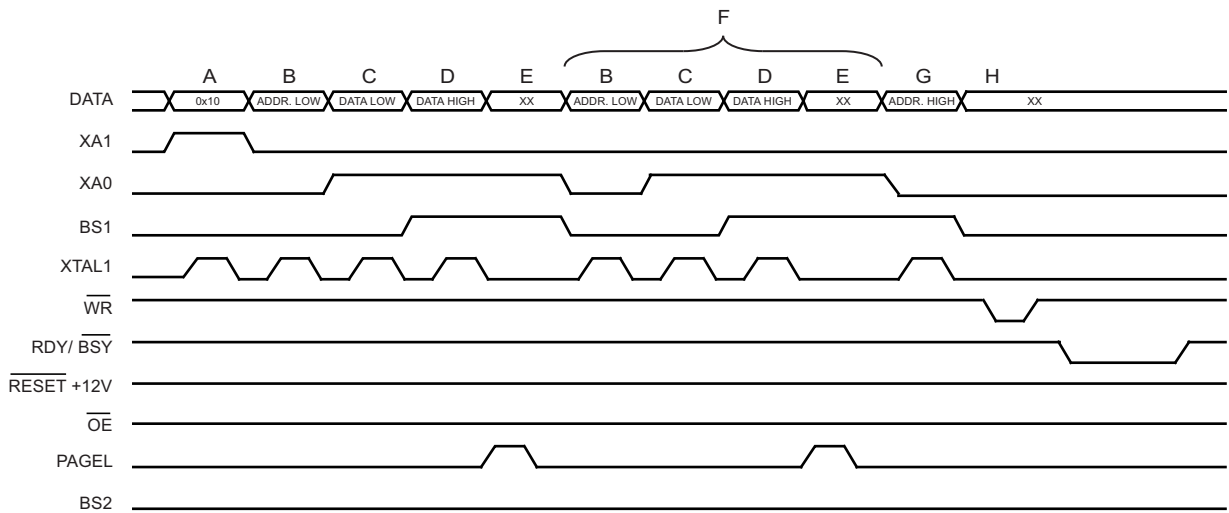 F
A B C D E B C D E G H
DATA 0x10 ADDR. LOW DATA LOW DATA HIGH XX ADDR. LOW DATA LOW DATA HIGH XX ADDR. HIGH XX
XA1
XA0
BS1
XTAL1
WR
RDY/ BSY
RESET +12V
OE
PAGEL
BS2